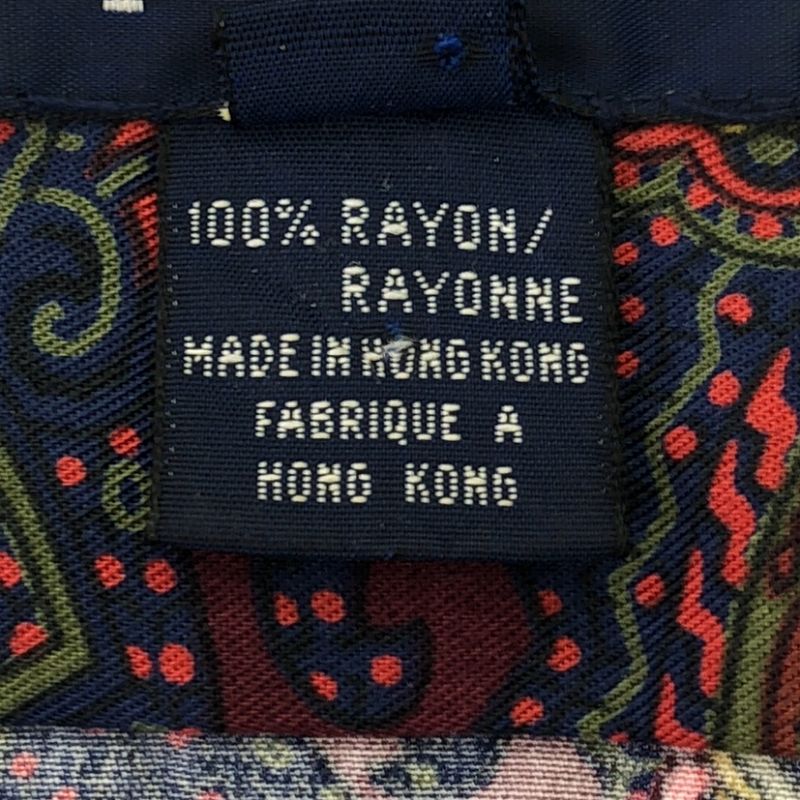 100% RAYON/
RAYONNE
MADE IN HONG KONG
FABRIQUE A
HONG KONG